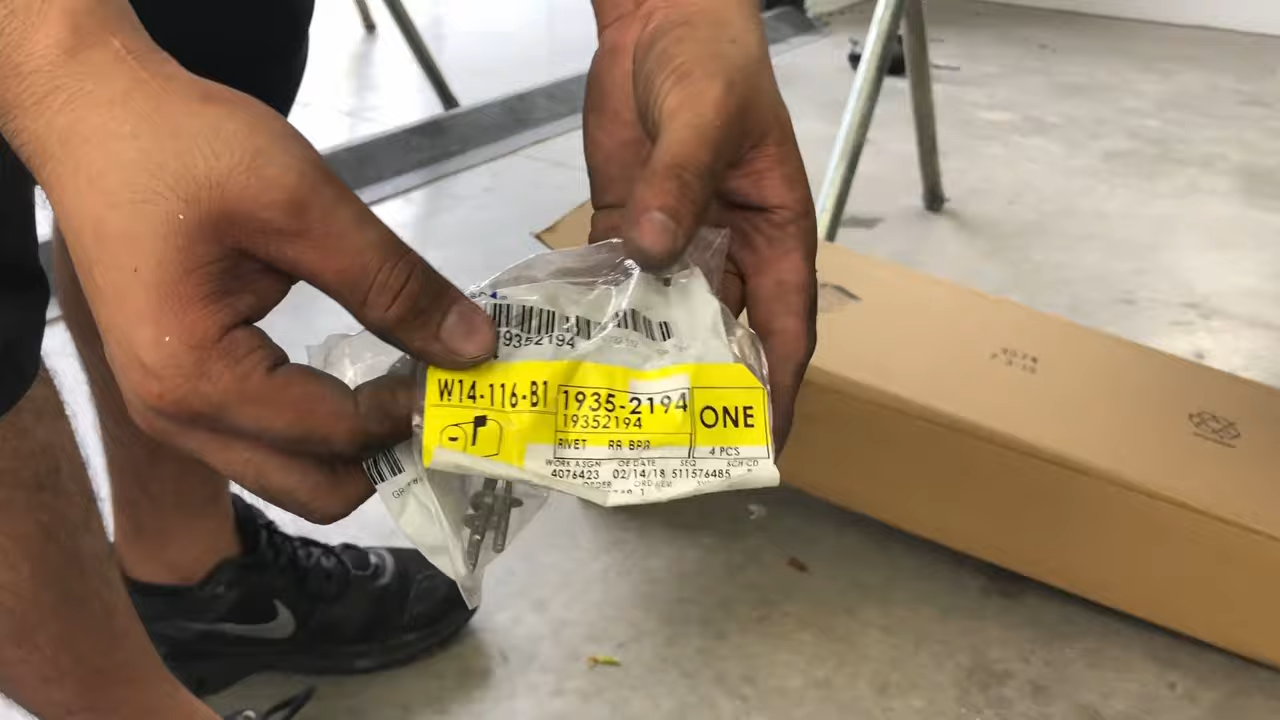 19352194
W14-116-B1
1935-2194
19352194
ONE
RIVET RR BPR
4 PCS
WORK ASGN OE DATE SEQ SCH CD
4076423 02/14/18 511576485
ORDER